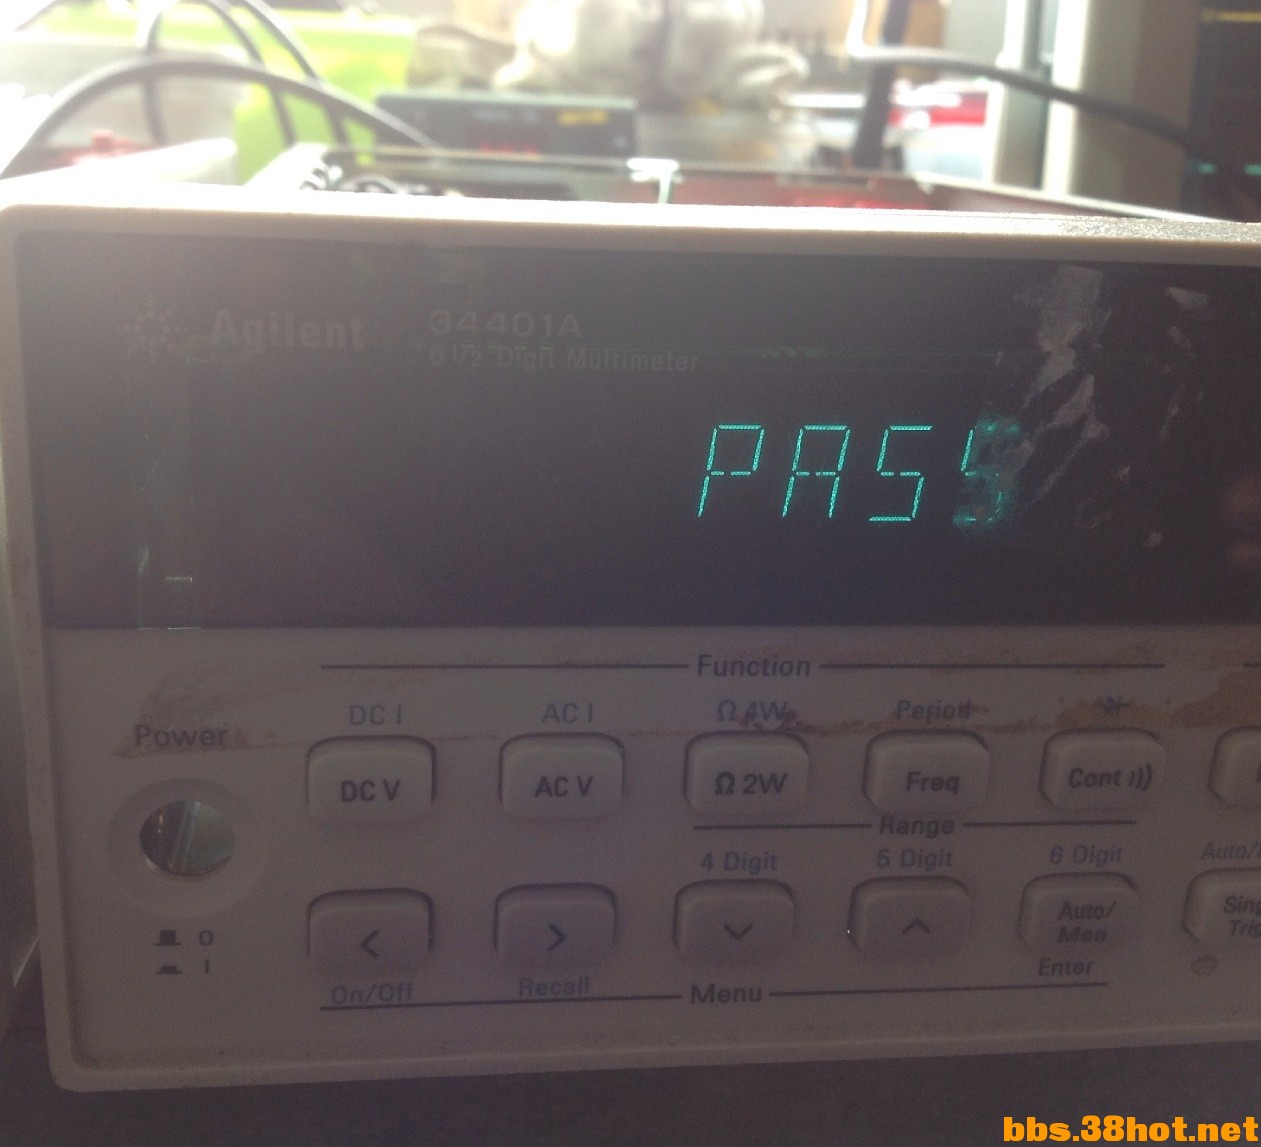 Agilent 34401A
6 1/2 Digit Multimeter
PASS
Function
Power
DC I AC I Ω 4W Period
DC V AC V Ω 2W Freq Cont
Range
4 Digit 5 Digit 6 Digit Auto/
< > Auto/
Man
O
I
On/Off Recall Menu Enter
bbs.38hot.net